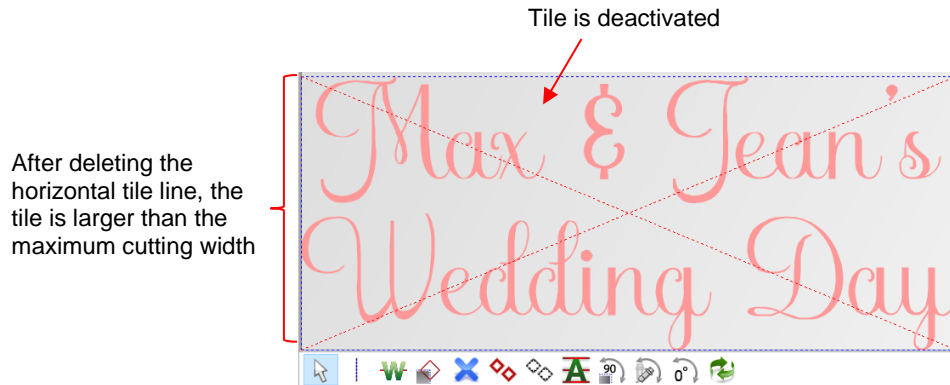 Tile is deactivated
Max & Jean's
Wedding Day
After deleting the
horizontal tile line, the
tile is larger than the
maximum cutting width
W A 90 0°